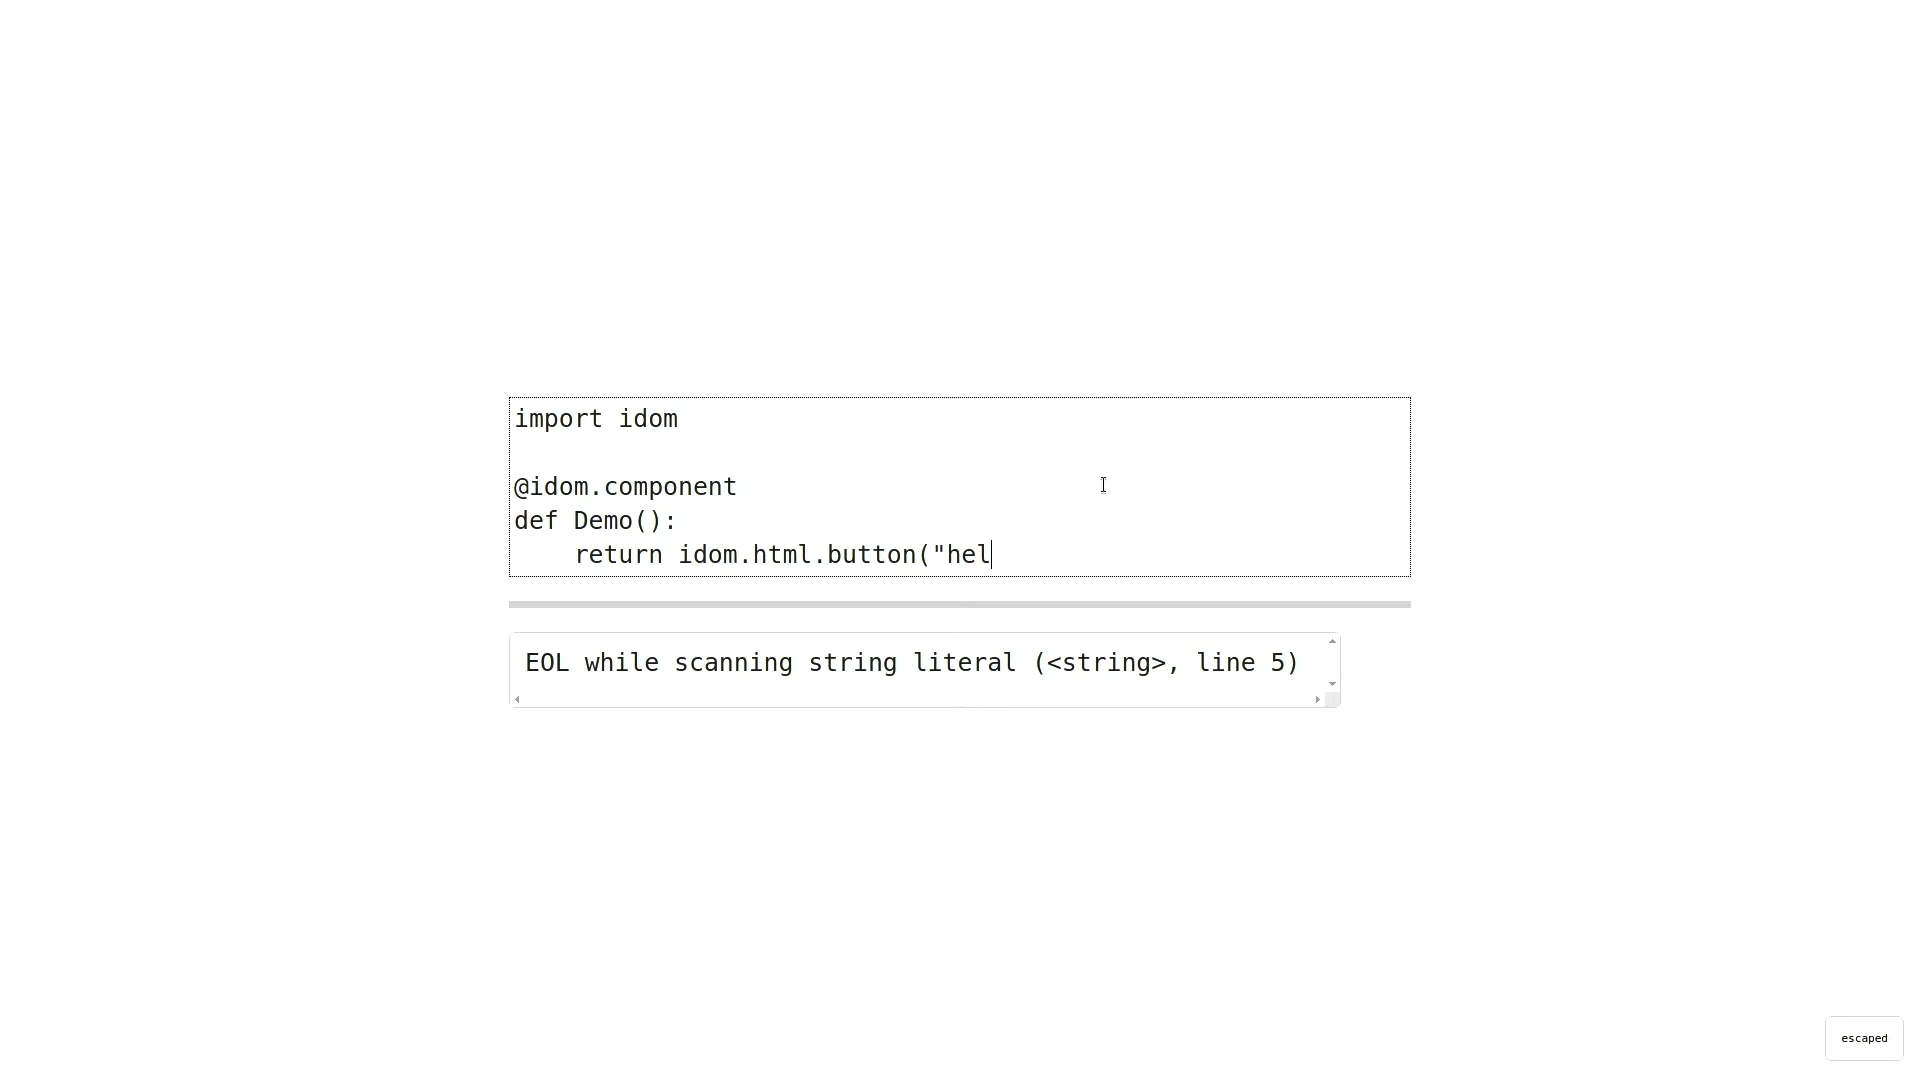 import idom

@idom.component
def Demo():
    return idom.html.button("hel
EOL while scanning string literal (<string>, line 5)
escaped